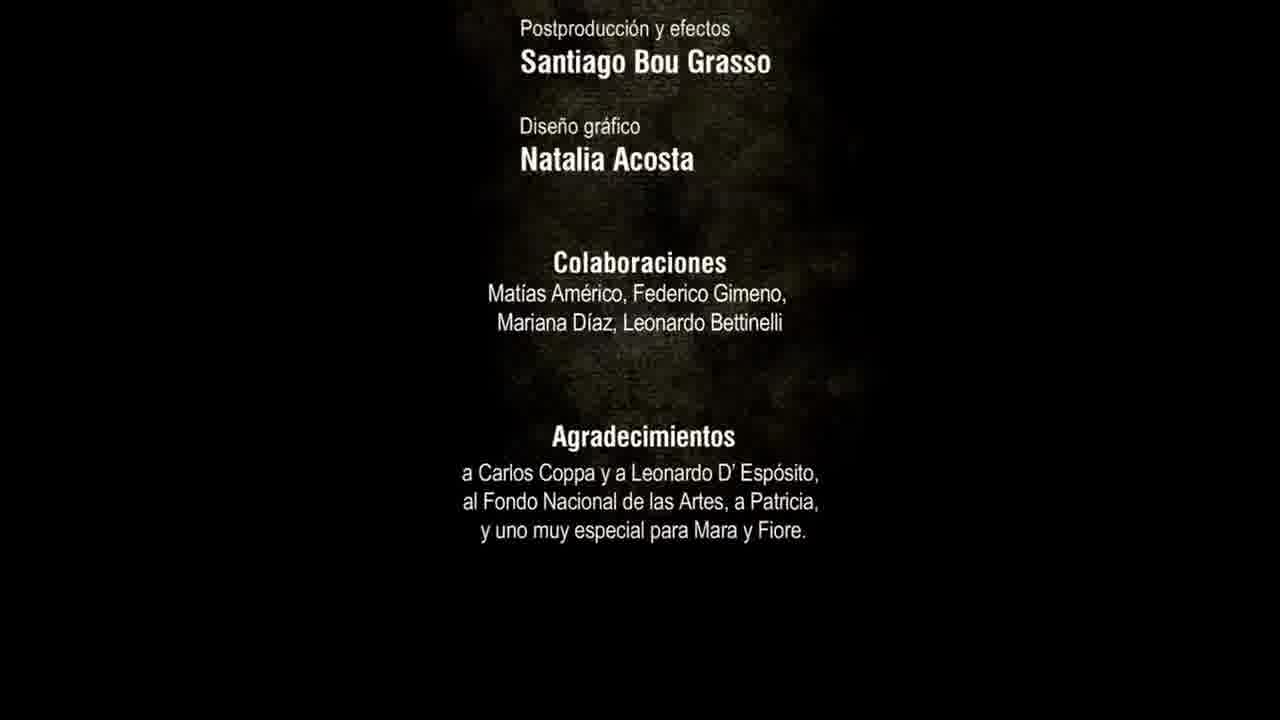 Postproducción y efectos
Santiago Bou Grasso
Diseño gráfico
Natalia Acosta
Colaboraciones
Matías Américo, Federico Gimeno,
Mariana Díaz, Leonardo Bettinelli
Agradecimientos
a Carlos Coppa y a Leonardo D' Espósito,
al Fondo Nacional de las Artes, a Patricia,
y uno muy especial para Mara y Fiore.